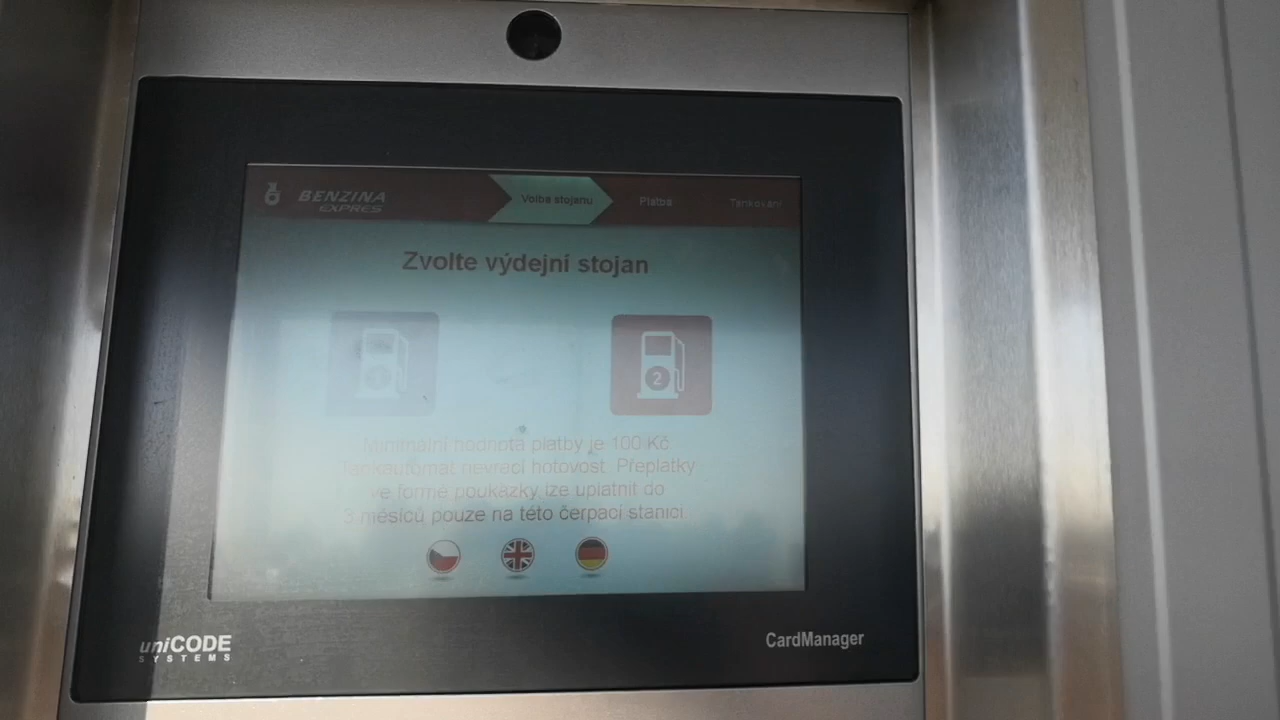 BENZINA
EXPRES
Volba stojanu
Platba
Tankování
Zvolte výdejní stojan
2
Minimální hodnota platby je 100 Kč
Tankautomat nevrací hotovost. Přeplatky
ve formě poukázky lze uplatnit do
3 měsíců pouze na této čerpací stanici
uniCODE
SYSTEMS
CardManager